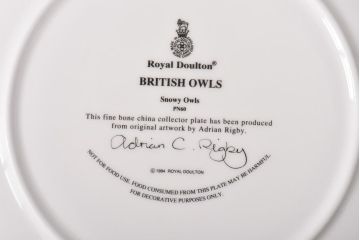 Royal Doulton®
BRITISH OWLS
Snowy Owls
PN60
This fine bone china collector plate has been produced
from original artwork by Adrian Rigby.
Adrian C. Rigby
© 1994 ROYAL DOULTON
NOT FOR FOOD USE. FOOD CONSUMED FROM THIS PLATE MAY BE HARMFUL.
FOR DECORATIVE PURPOSES ONLY.